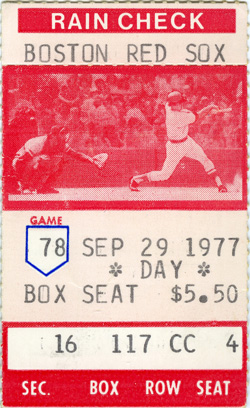 RAIN CHECK
BOSTON RED SOX
GAME
78 SEP 29 1977
* DAY *
BOX SEAT $5.50
16 117 CC 4
SEC. BOX ROW SEAT